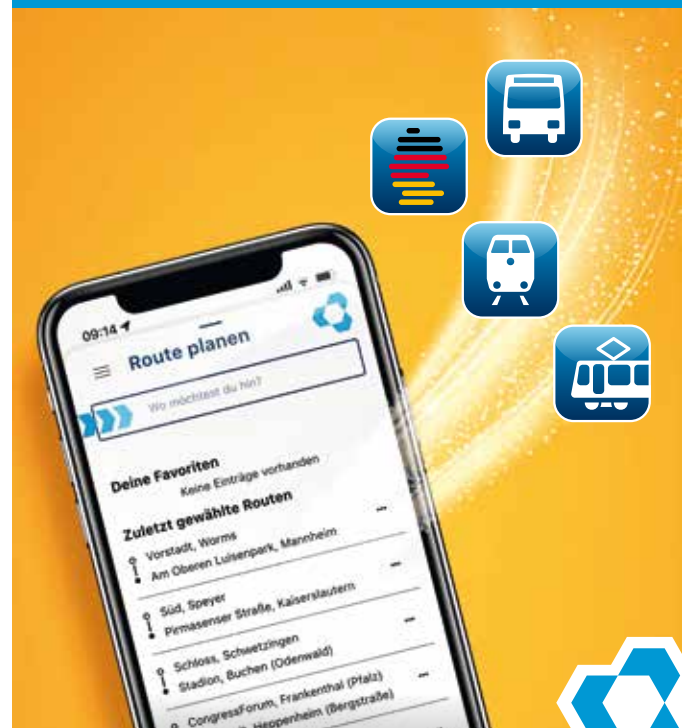 09:14
Route planen
Wo möchtest du hin?
Deine Favoriten
Keine Einträge vorhanden
Zuletzt gewählte Routen
Vorstadt, Worms
Am Oberen Luisenpark, Mannheim
Süd, Speyer
Pirmasenser Straße, Kaiserslautern
Schloss, Schwetzingen
Stadion, Buchen (Odenwald)
CongressForum, Frankenthal (Pfalz)
Heppenheim (Bergstraße)